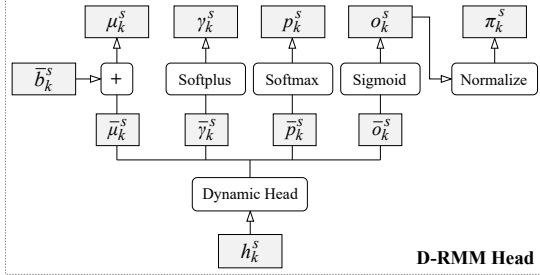 μ_k^s γ_k^s p_k^s o_k^s π_k^s
b̄_k^s + Softplus Softmax Sigmoid Normalize
μ̄_k^s γ̄_k^s p̄_k^s ō_k^s
Dynamic Head
h_k^s
D-RMM Head